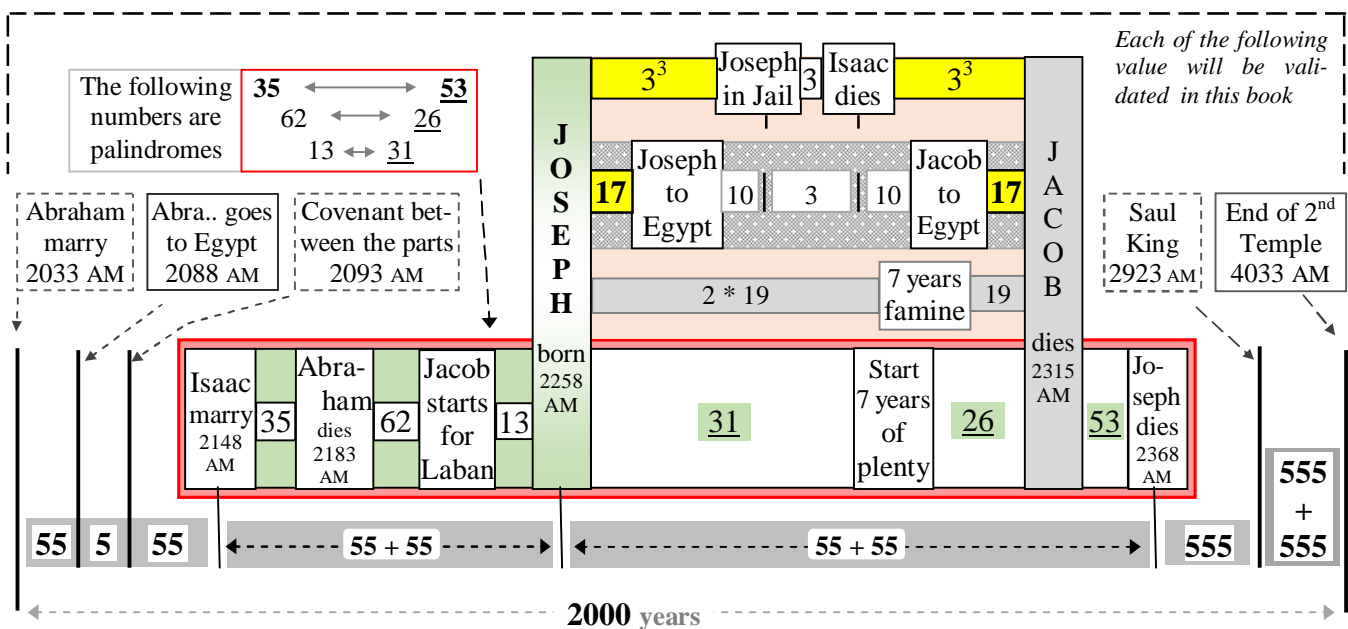 Each of the following
value will be vali-
dated in this book
The following
numbers are
palindromes
35 53
62 26
13 31
JOSEPH
born
2258
AM
3³
Joseph
in Jail
3
Isaac
dies
3³
17
Joseph
to
Egypt
10
3
10
Jacob
to
Egypt
17
2 * 19
7 years
famine
19
JACOB
dies
2315
AM
Abraham
marry
2033 AM
Abra.. goes
to Egypt
2088 AM
Covenant bet-
ween the parts
2093 AM
Saul
King
2923 AM
End of 2nd
Temple
4033 AM
Isaac
marry
2148
AM
35
Abra-
ham
dies
2183
AM
62
Jacob
starts
for
Laban
13
31
Start
7 years
of
plenty
26
53
Jo-
seph
dies
2368
AM
55
5
55
55 + 55
55 + 55
555
555
+
555
2000 years